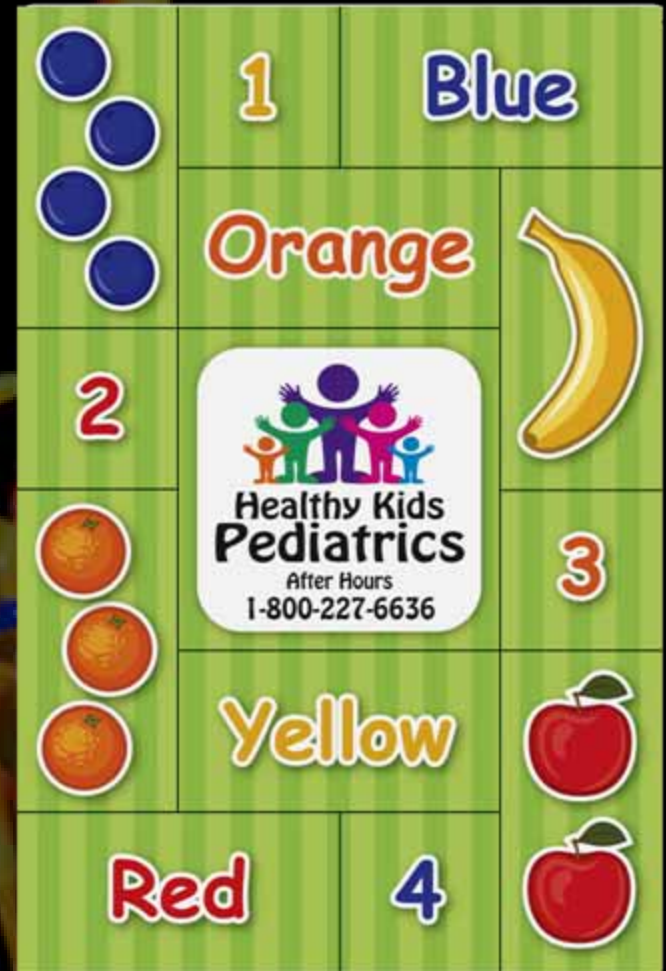 1
Blue
Orange
2
Healthy Kids
Pediatrics
After Hours
1-800-227-6636
3
Yellow
Red
4